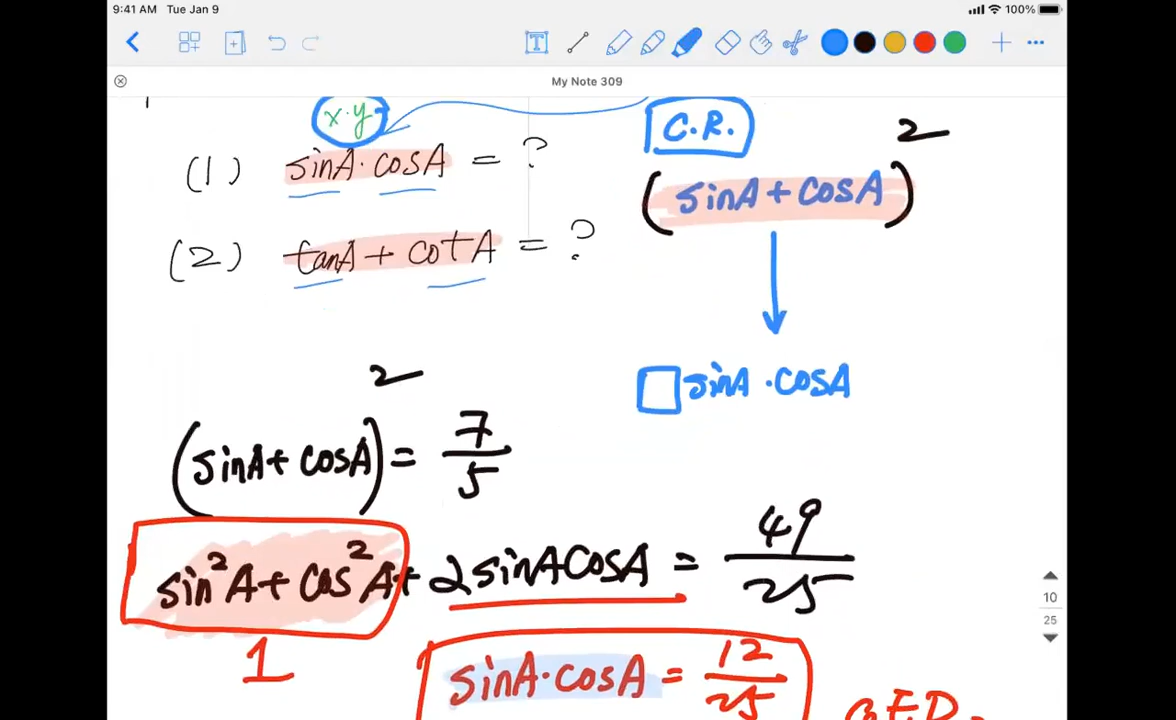 9:41 AM Tue Jan 9
100%
T
My Note 309
x·y
C.R.
(1) sinA·cosA = ?
(sinA+cosA)²
(2) tanA + cotA = ?
□sinA·cosA
(sinA+cosA)² = 7/5
sin²A+cos²A+2sinAcosA = 49/25
1
sinA·cosA = 12/25
Q.E.D.
10
25